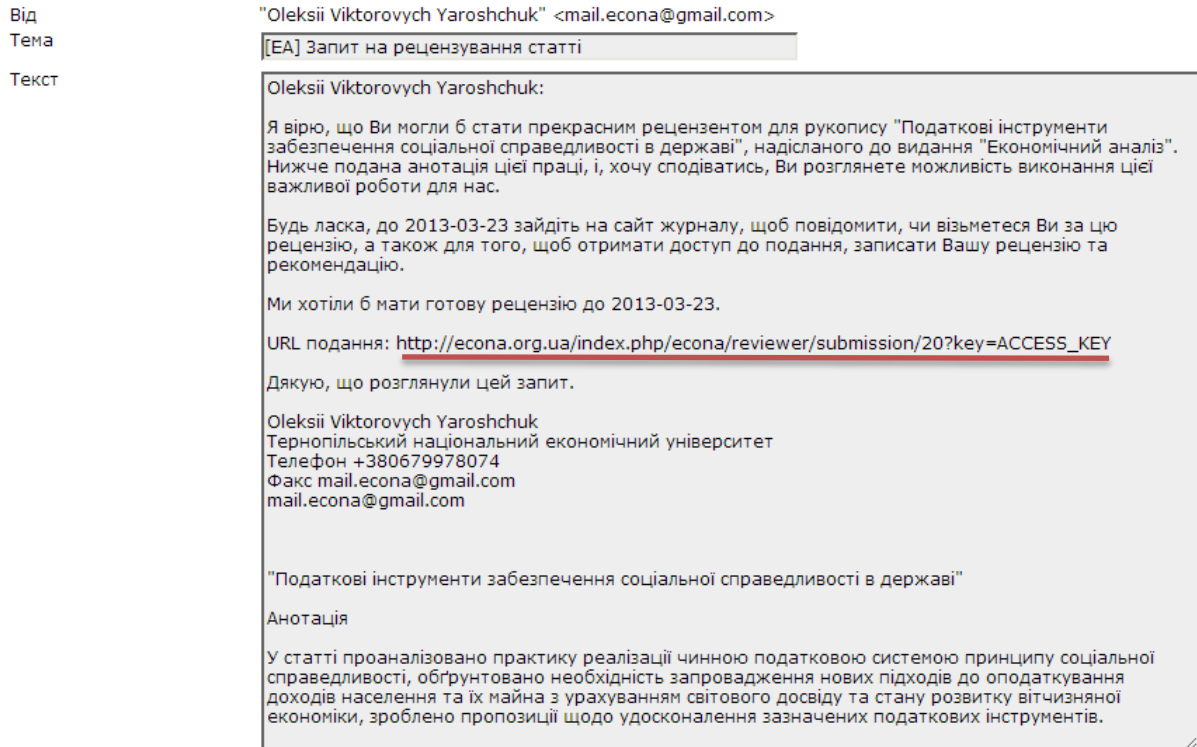 Від "Oleksii Viktorovych Yaroshchuk" <mail.econa@gmail.com>
Тема [EA] Запит на рецензування статті
Текст Oleksii Viktorovych Yaroshchuk:
Я вірю, що Ви могли б стати прекрасним рецензентом для рукопису "Податкові інструменти
забезпечення соціальної справедливості в державі", надісланого до видання "Економічний аналіз".
Нижче подана анотація цієї праці, і, хочу сподіватись, Ви розглянете можливість виконання цієї
важливої роботи для нас.
Будь ласка, до 2013-03-23 зайдіть на сайт журналу, щоб повідомити, чи візьметеся Ви за цю
рецензію, а також для того, щоб отримати доступ до подання, записати Вашу рецензію та
рекомендацію.
Ми хотіли б мати готову рецензію до 2013-03-23.
URL подання: http://econa.org.ua/index.php/econa/reviewer/submission/20?key=ACCESS_KEY
Дякую, що розглянули цей запит.
Oleksii Viktorovych Yaroshchuk
Тернопільський національний економічний університет
Телефон +380679978074
Факс mail.econa@gmail.com
mail.econa@gmail.com
"Податкові інструменти забезпечення соціальної справедливості в державі"
Анотація
У статті проаналізовано практику реалізації чинною податковою системою принципу соціальної
справедливості, обґрунтовано необхідність запровадження нових підходів до оподаткування
доходів населення та їх майна з урахуванням світового досвіду та стану розвитку вітчизняної
економіки, зроблено пропозиції щодо удосконалення зазначених податкових інструментів.